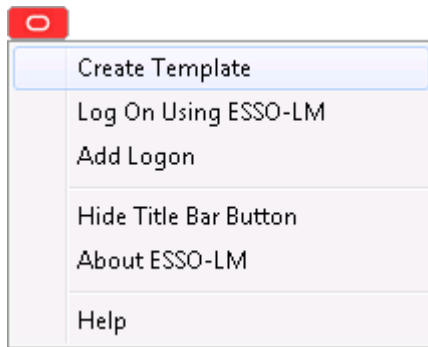 Create Template
Log On Using ESSO-LM
Add Logon
Hide Title Bar Button
About ESSO-LM
Help